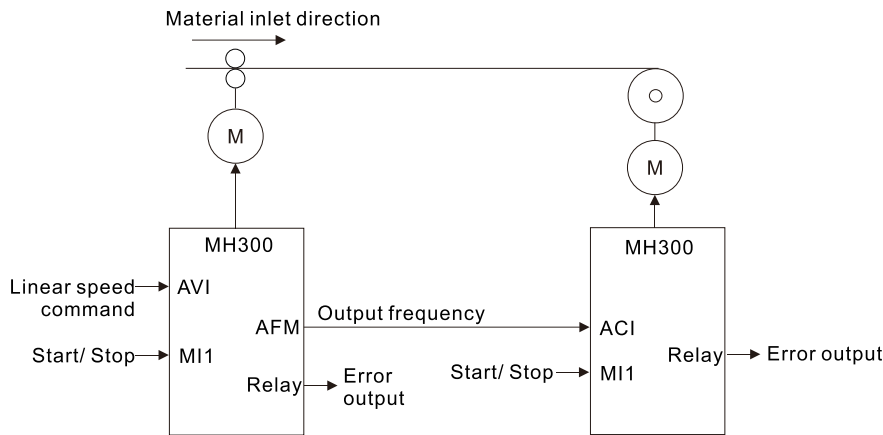 Material inlet direction
M
M
MH300
MH300
Linear speed
command
AVI
Output frequency
AFM
ACI
Start/ Stop
MI1
Relay
Error output
Start/ Stop
MI1
Relay
Error
output